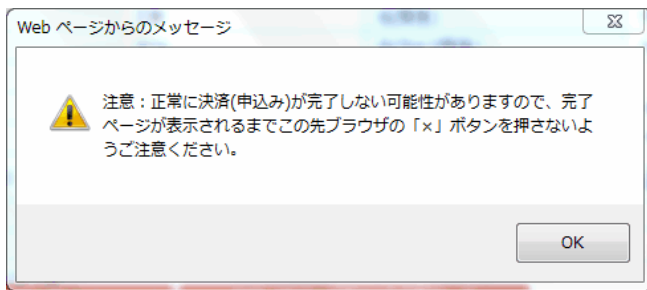 Web ページからのメッセージ
注意：正常に決済(申込み)が完了しない可能性がありますので、完了
ページが表示されるまでこの先ブラウザの「×」ボタンを押さないよ
うご注意ください。
OK